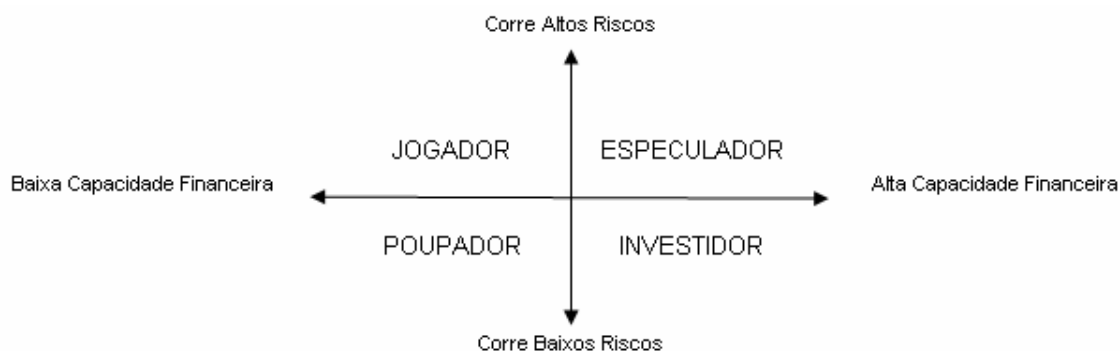 Corre Altos Riscos
JOGADOR ESPECULADOR
Baixa Capacidade Financeira Alta Capacidade Financeira
POUPADOR INVESTIDOR
Corre Baixos Riscos